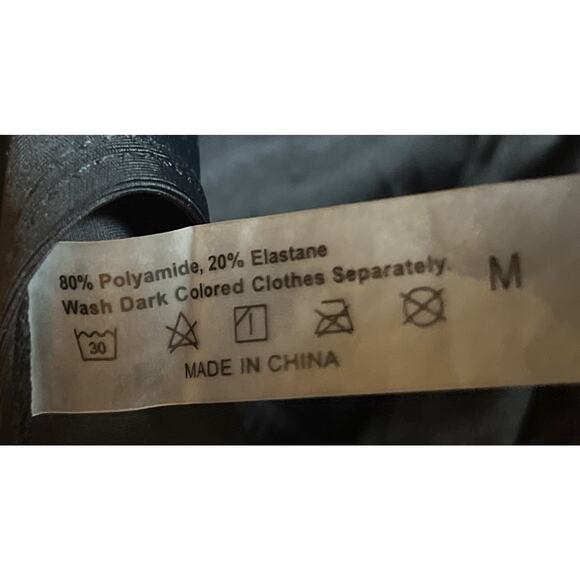 80% Polyamide, 20% Elastane
Wash Dark Colored Clothes Separately.
M
30
MADE IN CHINA